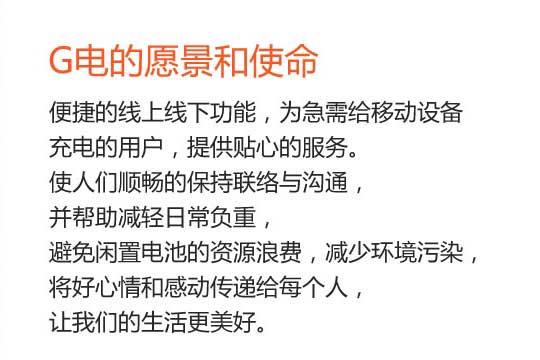 G电的愿景和使命
便捷的线上线下功能，为急需给移动设备
充电的用户，提供贴心的服务。
使人们顺畅的保持联络与沟通，
并帮助减轻日常负重，
避免闲置电池的资源浪费，减少环境污染，
将好心情和感动传递给每个人，
让我们的生活更美好。